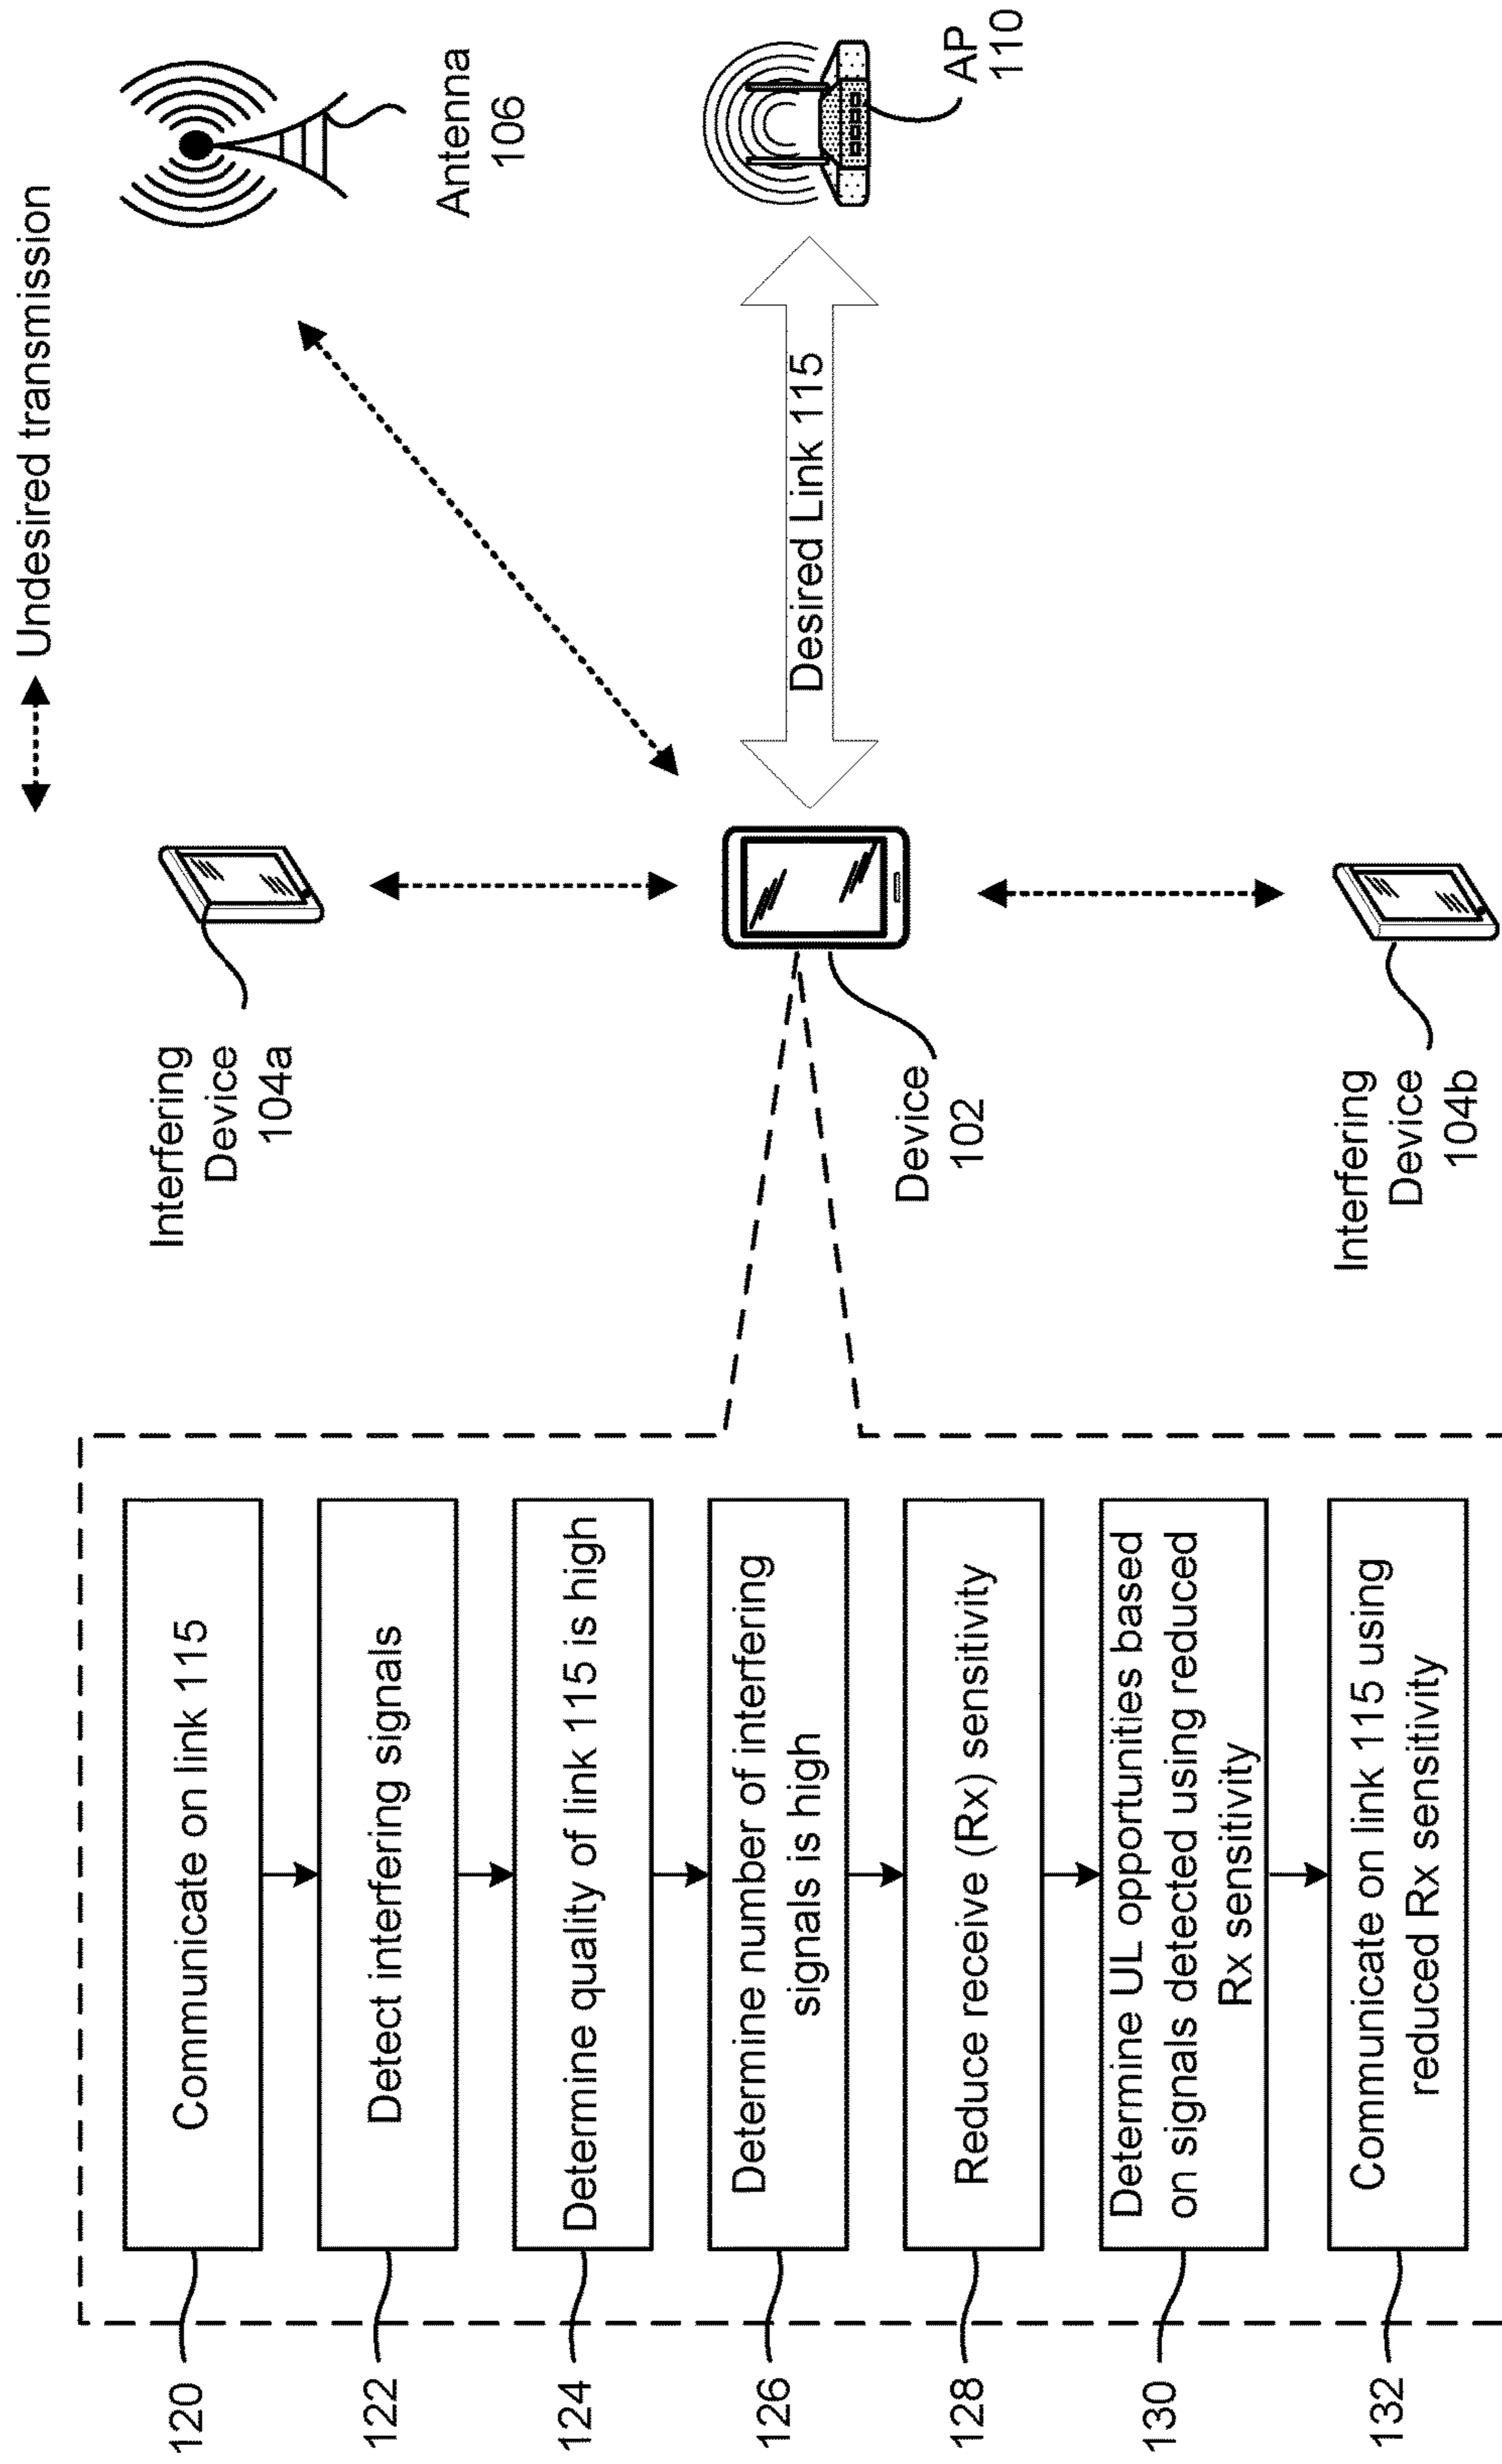 120
Communicate on link 115
122
Detect interfering signals
124
Determine quality of link 115 is high
126
Determine number of interfering
signals is high
128
Reduce receive (Rx) sensitivity
130
Determine UL opportunities based
on signals detected using reduced
Rx sensitivity
132
Communicate on link 115 using
reduced Rx sensitivity
Undesired transmission
Interfering
Device
104a
Antenna
106
Desired Link 115
AP
110
Device
102
Interfering
Device
104b